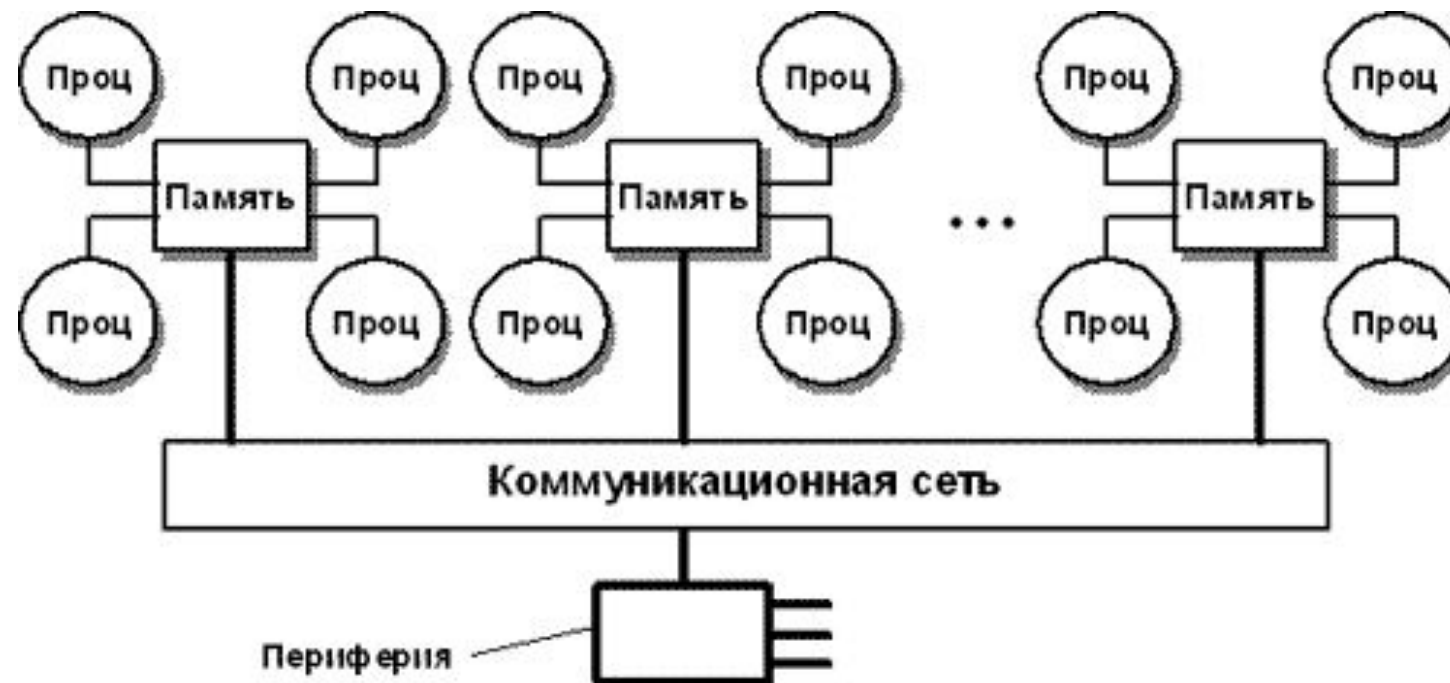 Проц Проц Проц Проц Проц Проц
Память Память ... Память
Проц Проц Проц Проц Проц Проц
Коммуникационная сеть
Периферия